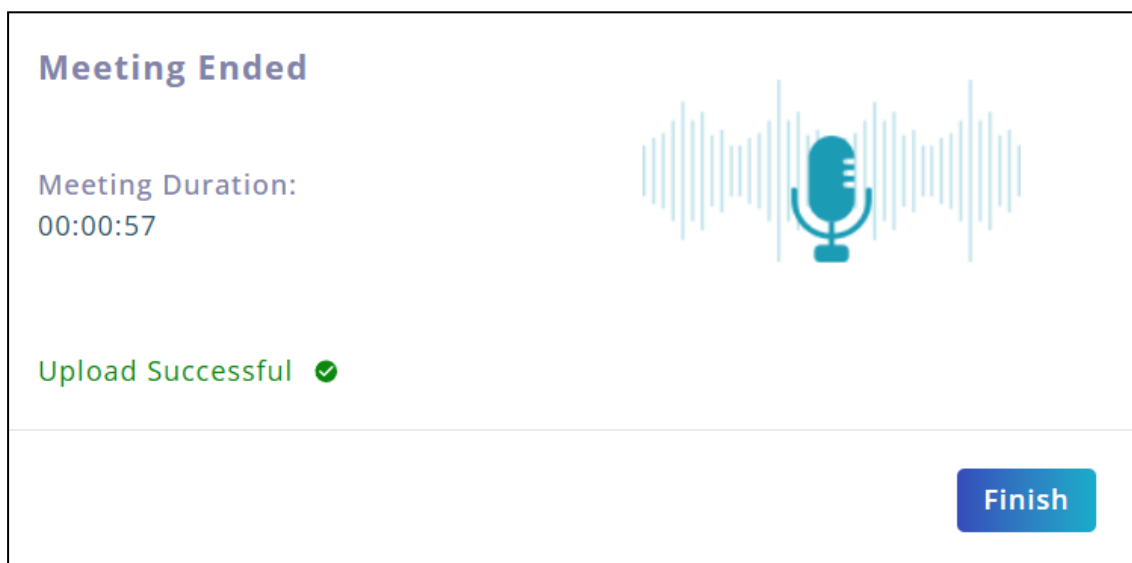 Meeting Ended
Meeting Duration:
00:00:57
Upload Successful
Finish